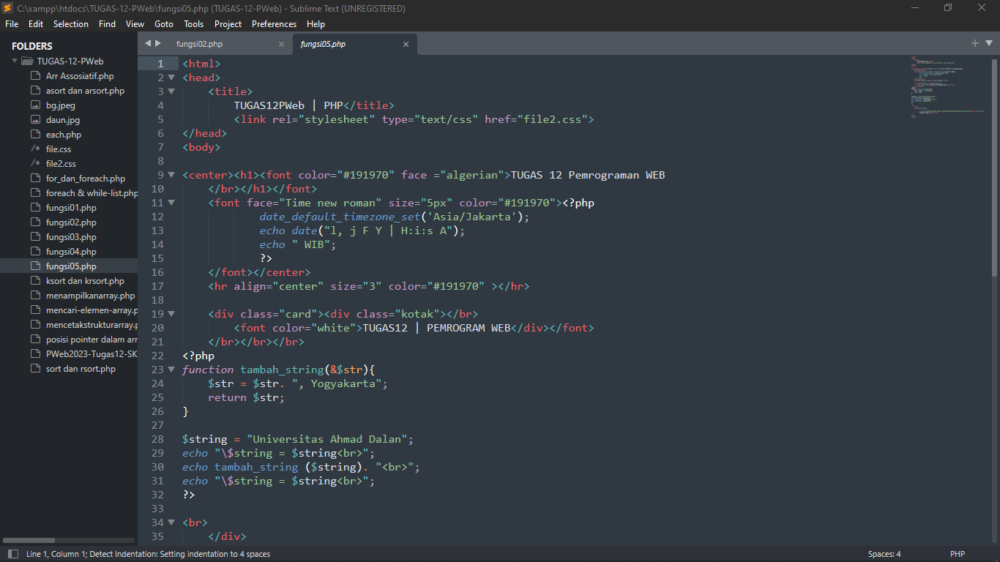 C:\xampp\htdocs\TUGAS-12-PWeb\fungsi05.php (TUGAS-12-PWeb) - Sublime Text (UNREGISTERED)
File Edit Selection Find View Goto Tools Project Preferences Help
FOLDERS
TUGAS-12-PWeb
Arr Assosiatif.php
asort dan arsort.php
bg.jpeg
daun.jpg
each.php
/* file.css
/* file2.css
for_dan_foreach.php
foreach & while-list.php
fungsi01.php
fungsi02.php
fungsi03.php
fungsi04.php
fungsi05.php
ksort dan krsort.php
menampilkanarray.php
mencari-elemen-array.p
mencetakstrukturarray.p
posisi pointer dalam arr
PWeb2023-Tugas12-SK
sort dan rsort.php
fungsi02.php × fungsi05.php ×
1 <html>
2 <head>
3     <title>
4         TUGAS12PWeb | PHP</title>
5         <link rel="stylesheet" type="text/css" href="file2.css">
6 </head>
7 <body>
8
9 <center><h1><font color="#191970" face ="algerian">TUGAS 12 Pemrograman WEB
10     </br></h1></font>
11     <font face="Time new roman" size="5px" color="#191970"><?php
12             date_default_timezone_set('Asia/Jakarta');
13             echo date("l, j F Y | H:i:s A");
14             echo " WIB";
15             ?>
16     </font></center>
17     <hr align="center" size="3" color="#191970" ></hr>
18
19     <div class="card"><div class="kotak"></br>
20         <font color="white">TUGAS12 | PEMROGRAM WEB</div></font>
21     </br></br></br>
22 <?php
23 function tambah_string(&$str){
24     $str = $str. ", Yogyakarta";
25     return $str;
26 }
27
28 $string = "Universitas Ahmad Dalan";
29 echo "\$string = $string<br>";
30 echo tambah_string ($string). "<br>";
31 echo "\$string = $string<br>";
32 ?>
33
34 <br>
35     </div>
Line 1, Column 1; Detect Indentation: Setting indentation to 4 spaces
Spaces: 4 PHP